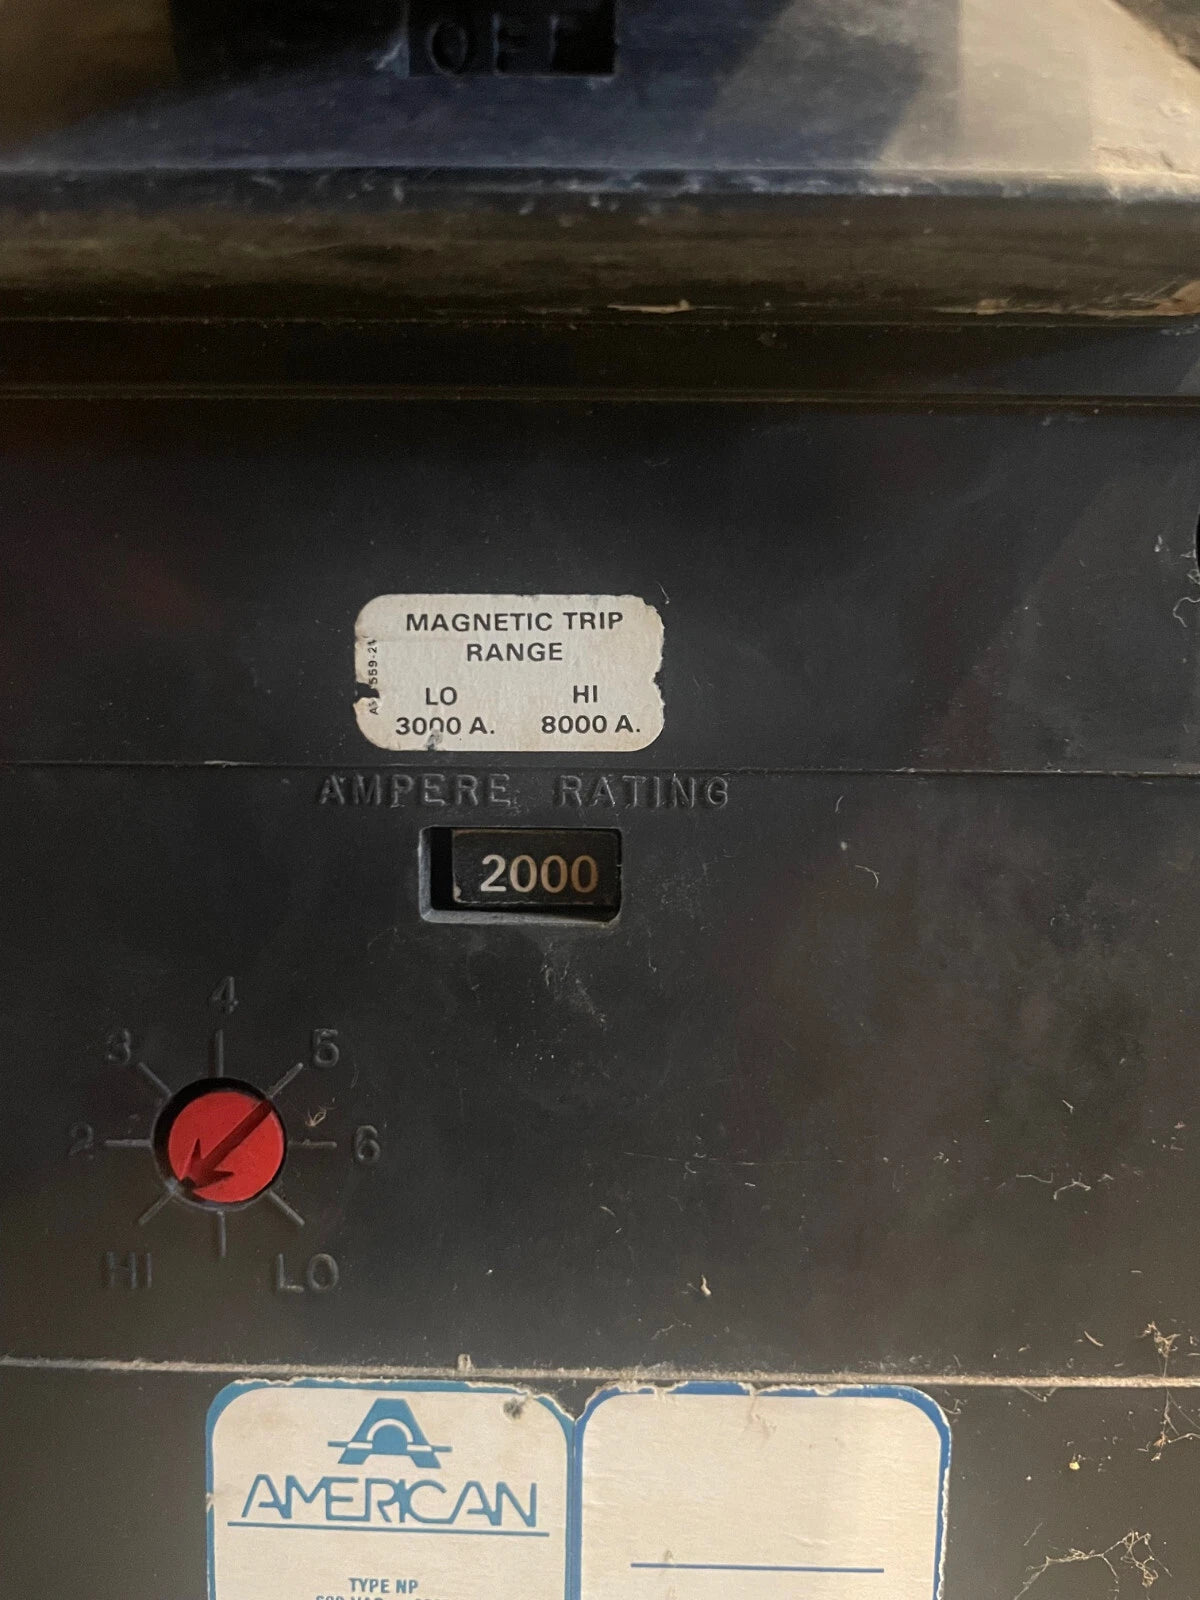 OFF
MAGNETIC TRIP
RANGE
LO HI
3000 A. 8000 A.
AMPERE RATING
2000
4
3 5
2 6
HI LO
AMERICAN
TYPE NP